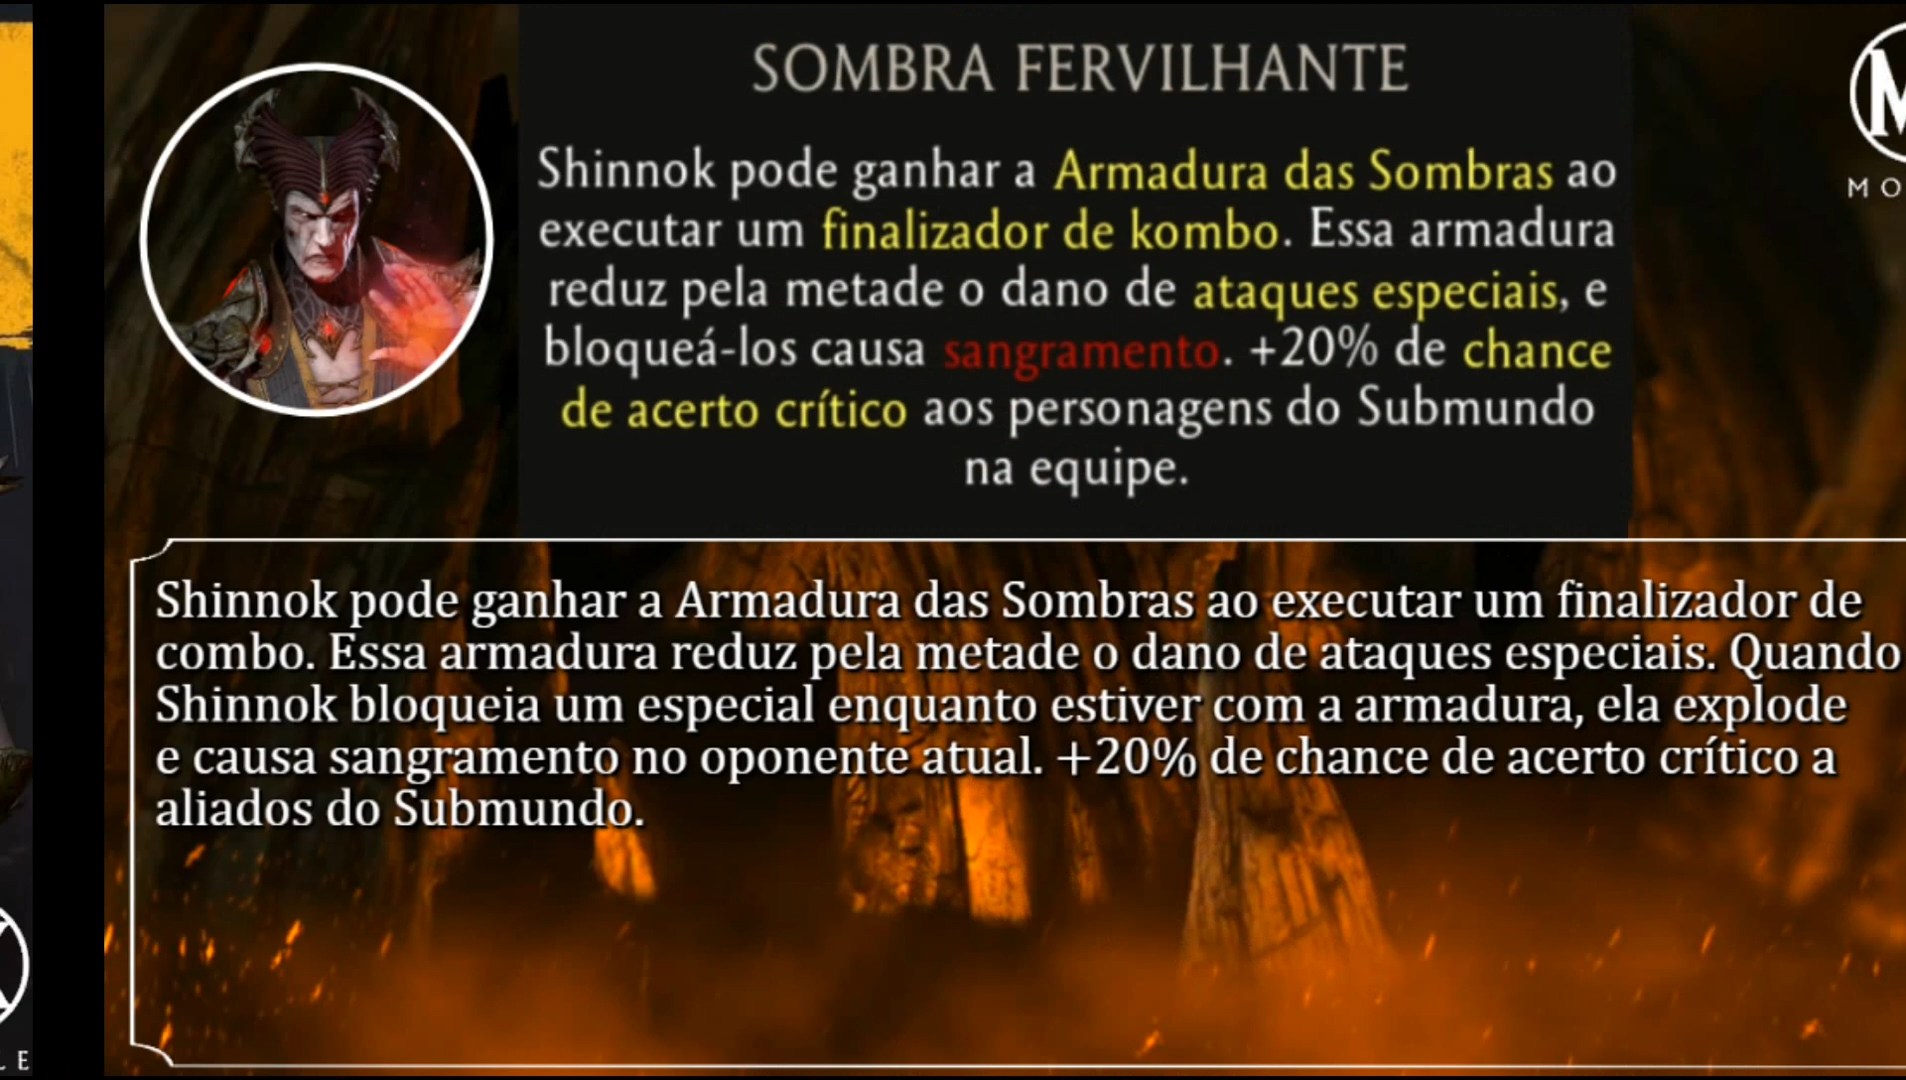 SOMBRA FERVILHANTE
Shinnok pode ganhar a Armadura das Sombras ao
executar um finalizador de kombo. Essa armadura
reduz pela metade o dano de ataques especiais, e
bloqueá-los causa sangramento. +20% de chance
de acerto crítico aos personagens do Submundo
na equipe.
M
MO
Shinnok pode ganhar a Armadura das Sombras ao executar um finalizador de
combo. Essa armadura reduz pela metade o dano de ataques especiais. Quando
Shinnok bloqueia um especial enquanto estiver com a armadura, ela explode
e causa sangramento no oponente atual. +20% de chance de acerto crítico a
aliados do Submundo.
LE